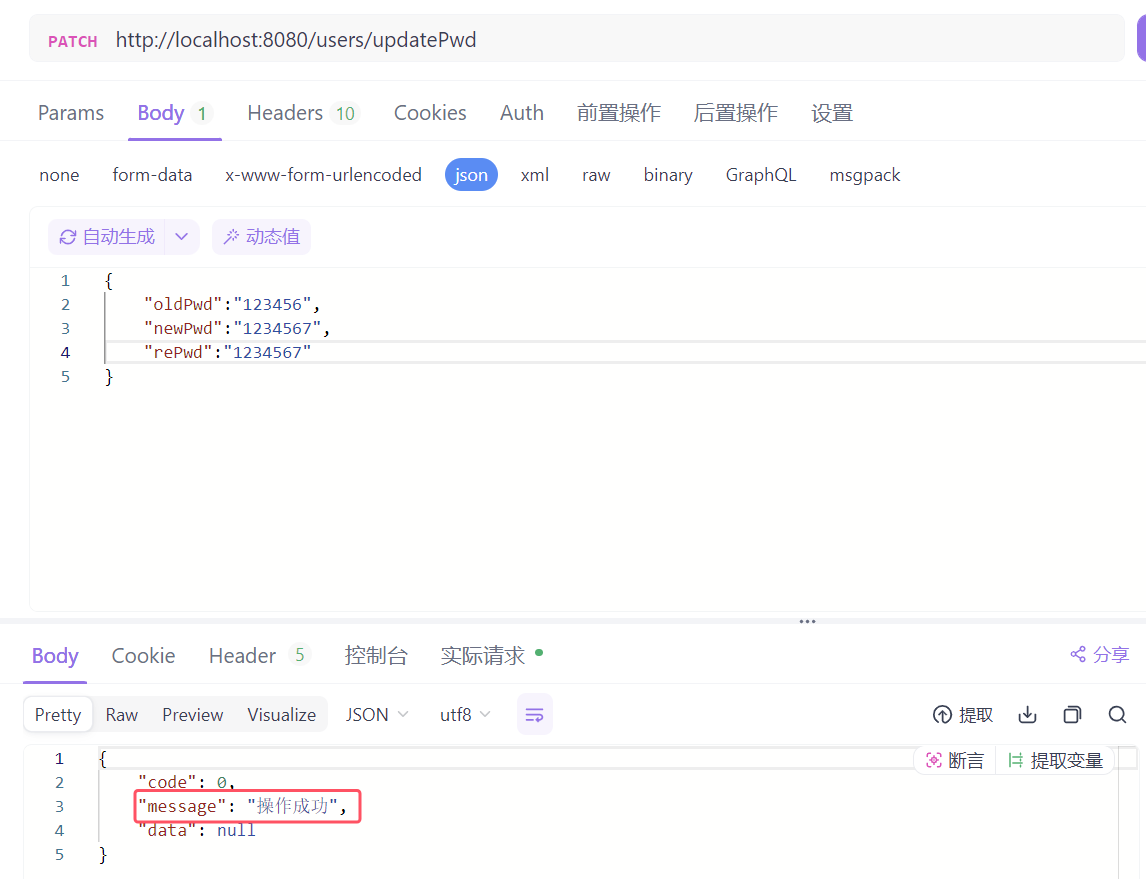 PATCH http://localhost:8080/users/updatePwd
Params Body 1 Headers 10 Cookies Auth 前置操作 后置操作 设置
none form-data x-www-form-urlencoded json xml raw binary GraphQL msgpack
自动生成 动态值
1 {
2 "oldPwd":"123456",
3 "newPwd":"1234567",
4 "rePwd":"1234567"
5 }
Body Cookie Header 5 控制台 实际请求 分享
Pretty Raw Preview Visualize JSON utf8 提取
1 { 断言 提取变量
2 "code": 0,
3 "message": "操作成功",
4 "data": null
5 }